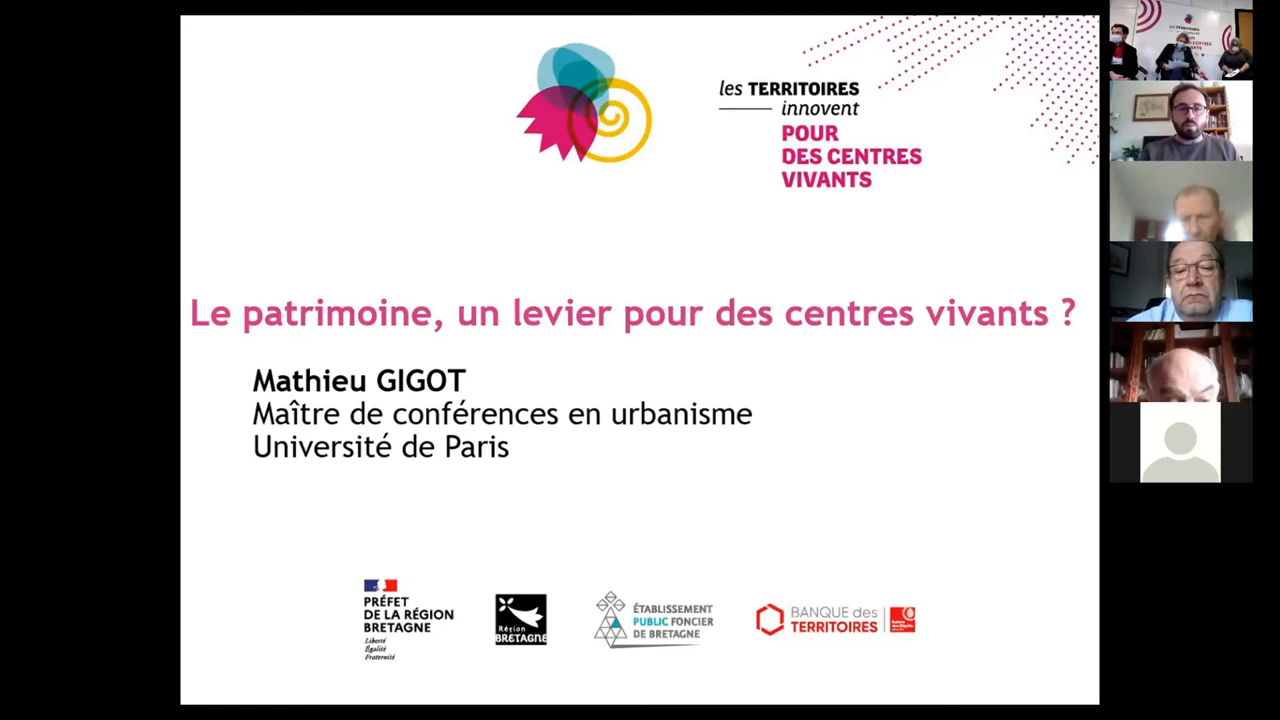 les TERRITOIRES
innovent
POUR
DES CENTRES
VIVANTS
Le patrimoine, un levier pour des centres vivants ?
Mathieu GIGOT
Maître de conférences en urbanisme
Université de Paris
PRÉFET
DE LA RÉGION
BRETAGNE
Liberté
Égalité
Fraternité
Région
BRETAGNE
ÉTABLISSEMENT
PUBLIC FONCIER
DE BRETAGNE
BANQUE des
TERRITOIRES